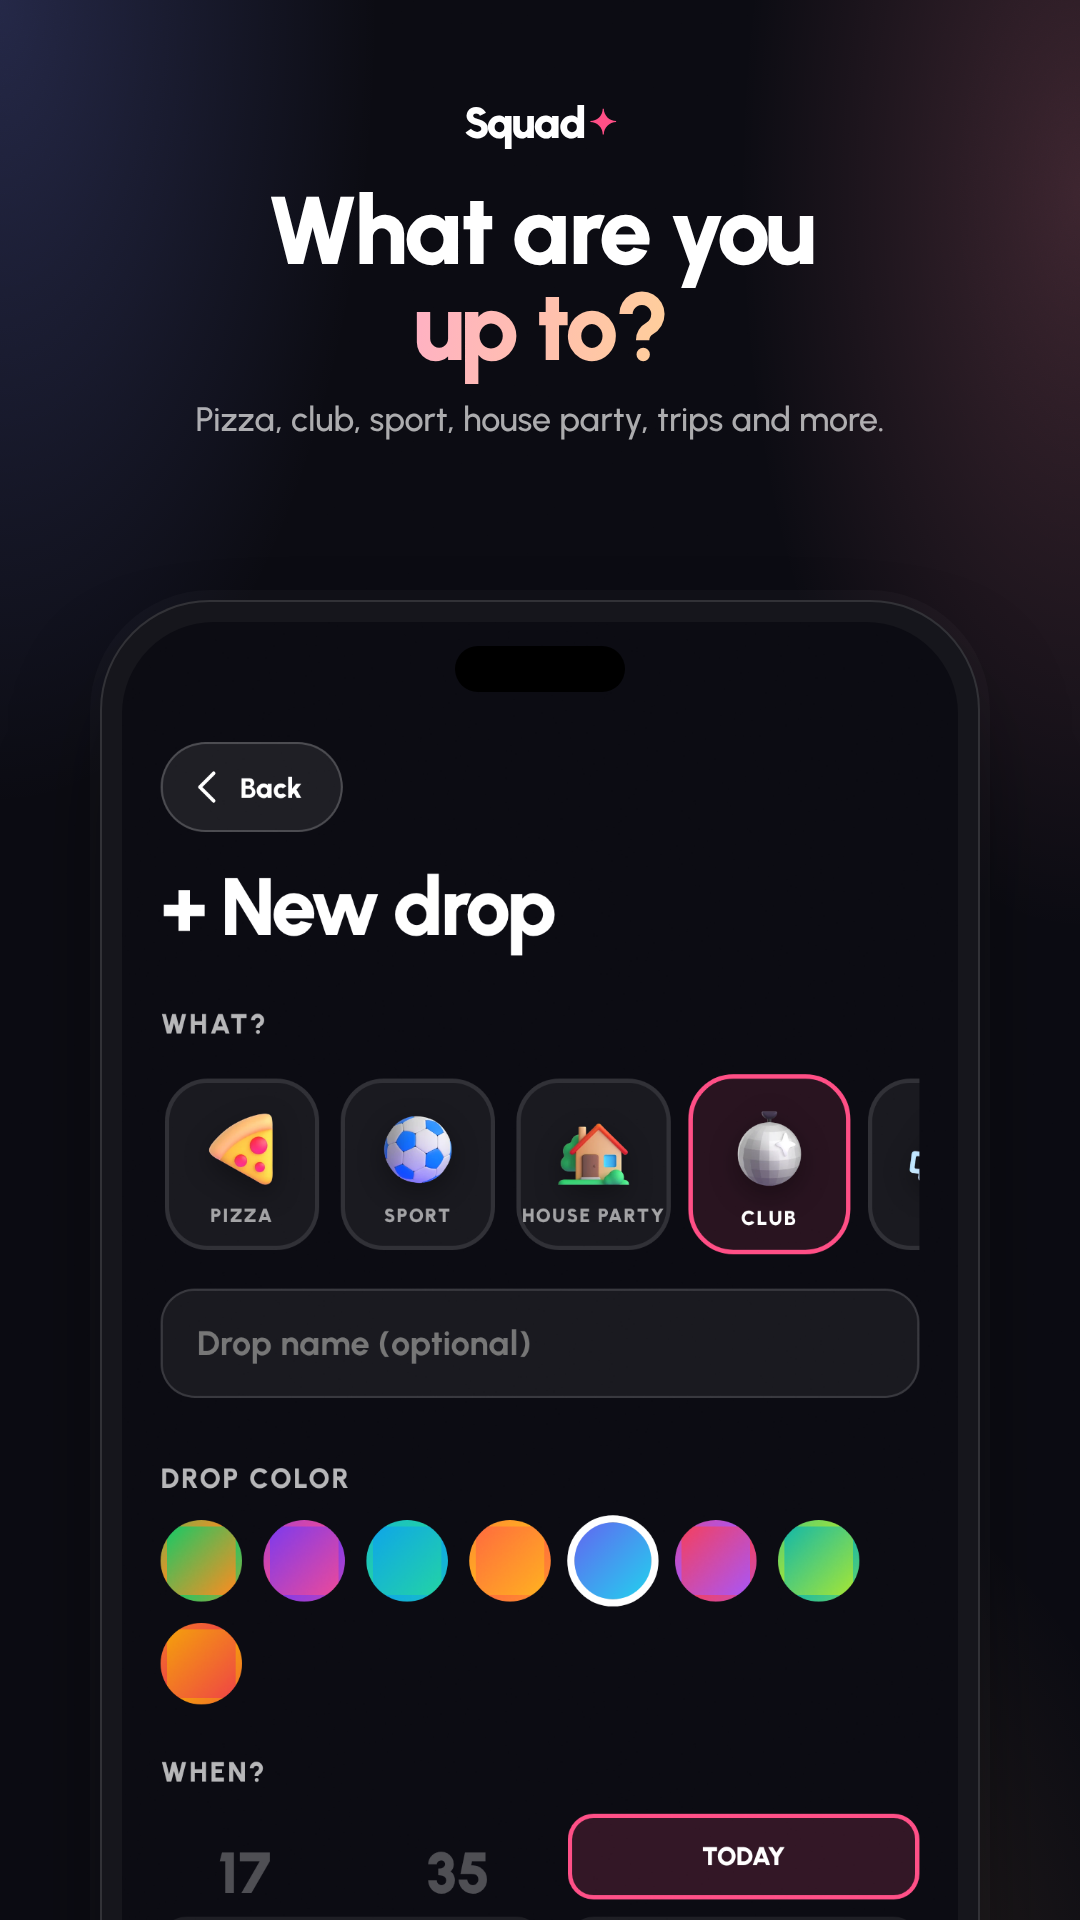 Squad
What are you
up to?
Pizza, club, sport, house party, trips and more.
Back
+ New drop
WHAT?
PIZZA
SPORT
HOUSE PARTY
CLUB
Drop name (optional)
DROP COLOR
WHEN?
17
35
TODAY